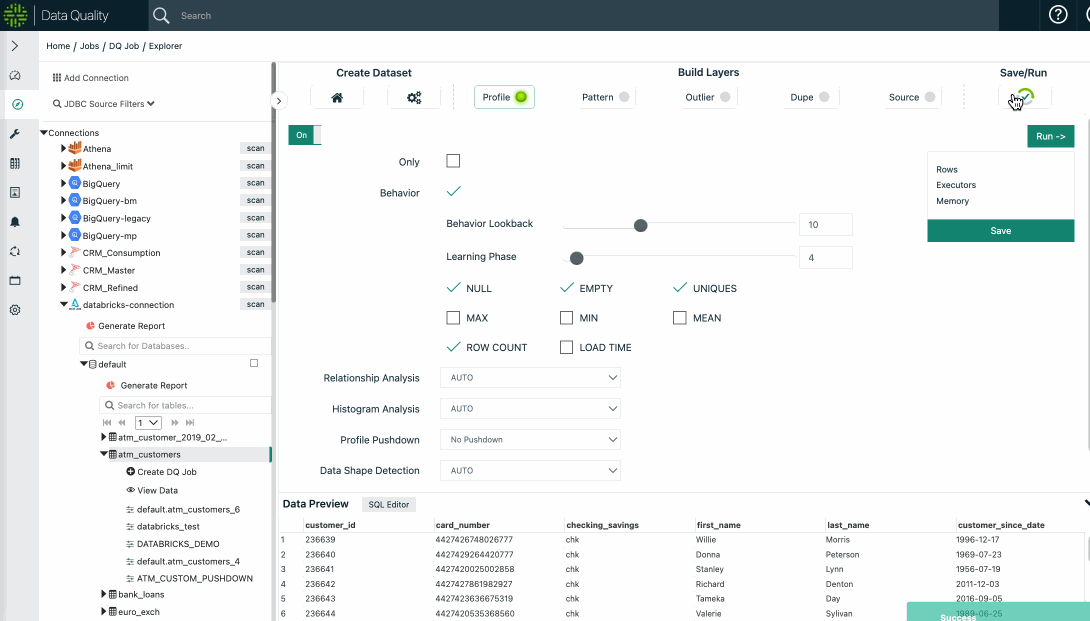 Data Quality
Search
Home / Jobs / DQ Job / Explorer
Add Connection
JDBC Source Filters
Connections
Athena scan
Athena_limit scan
BigQuery scan
BigQuery-bm scan
BigQuery-legacy scan
BigQuery-mp scan
CRM_Consumption scan
CRM_Master scan
CRM_Refined scan
databricks-connection scan
Generate Report
Search for Databases..
default
Generate Report
Search for tables...
1
atm_customer_2019_02_...
atm_customers
Create DQ Job
View Data
default.atm_customers_6
databricks_test
DATABRICKS_DEMO
default.atm_customers_4
ATM_CUSTOM_PUSHDOWN
bank_loans
euro_exch
Create Dataset
Build Layers
Save/Run
Profile
Pattern
Outlier
Dupe
Source
On
Run ->
Only
Behavior
Behavior Lookback 10
Learning Phase 4
NULL EMPTY UNIQUES
MAX MIN MEAN
ROW COUNT LOAD TIME
Relationship Analysis AUTO
Histogram Analysis AUTO
Profile Pushdown No Pushdown
Data Shape Detection AUTO
Rows
Executors
Memory
Save
Data Preview SQL Editor
customer_id card_number checking_savings first_name last_name customer_since_date
1 236639 4427426748026777 chk Willie Morris 1996-12-17
2 236640 4427429264420777 chk Donna Peterson 1969-07-23
3 236641 4427420025002858 chk Stanley Lynn 1956-07-19
4 236642 4427427861982927 chk Richard Denton 2011-12-03
5 236643 4427423636675319 chk Tameka Day 2016-09-05
6 236644 4427420535368560 chk Valerie Sylivan 1989-06-25
Success